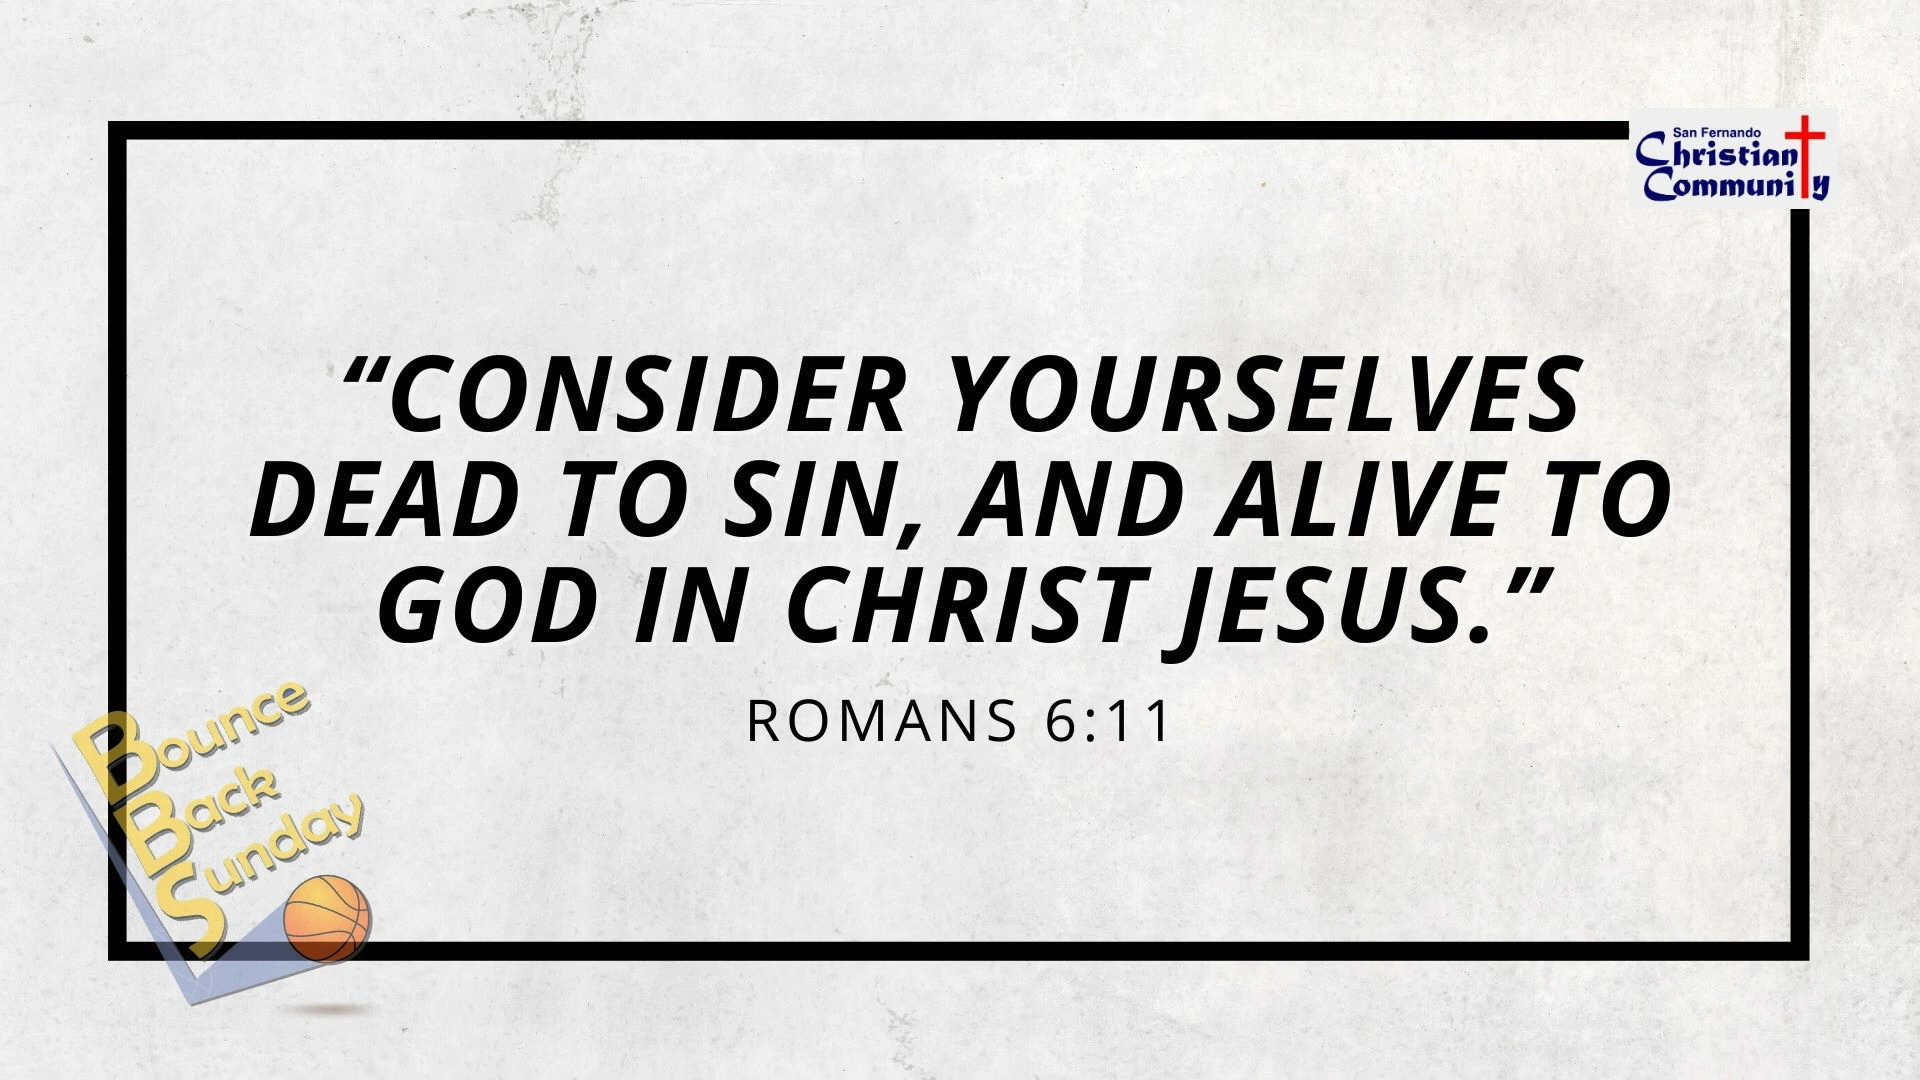 San Fernando
Christian
Community
“CONSIDER YOURSELVES
DEAD TO SIN, AND ALIVE TO
GOD IN CHRIST JESUS.”
ROMANS 6:11
Bounce
Back
Sunday